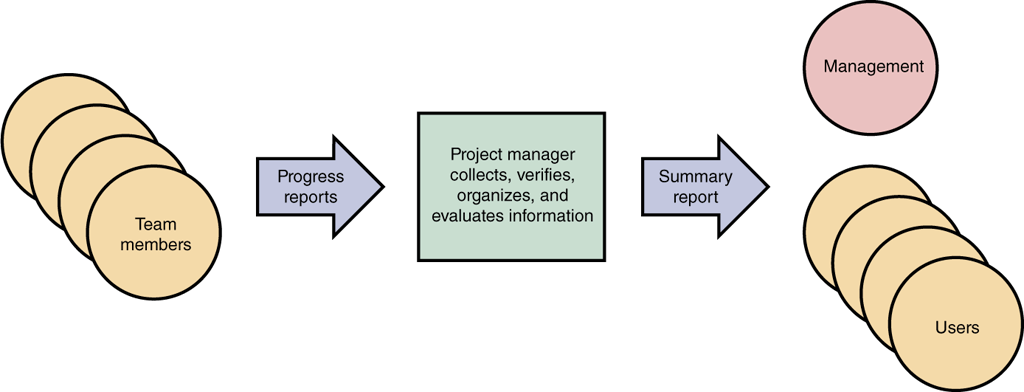 Team
members
Progress
reports
Project manager
collects, verifies,
organizes, and
evaluates information
Summary
report
Management
Users